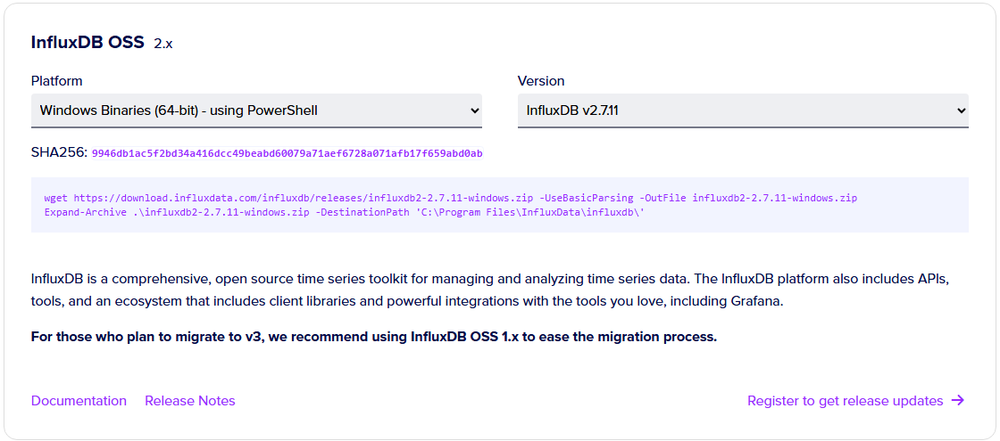 InfluxDB OSS 2.x
Platform Version
Windows Binaries (64-bit) - using PowerShell InfluxDB v2.7.11
SHA256: 9946db1ac5f2bd34a416dcc49beabd60079a71aef6728a071afb17f659abd0ab
wget https://download.influxdata.com/influxdb/releases/influxdb2-2.7.11-windows.zip -UseBasicParsing -OutFile influxdb2-2.7.11-windows.zip
Expand-Archive .\influxdb2-2.7.11-windows.zip -DestinationPath 'C:\Program Files\InfluxData\influxdb\'
InfluxDB is a comprehensive, open source time series toolkit for managing and analyzing time series data. The InfluxDB platform also includes APIs,
tools, and an ecosystem that includes client libraries and powerful integrations with the tools you love, including Grafana.
For those who plan to migrate to v3, we recommend using InfluxDB OSS 1.x to ease the migration process.
Documentation Release Notes Register to get release updates →